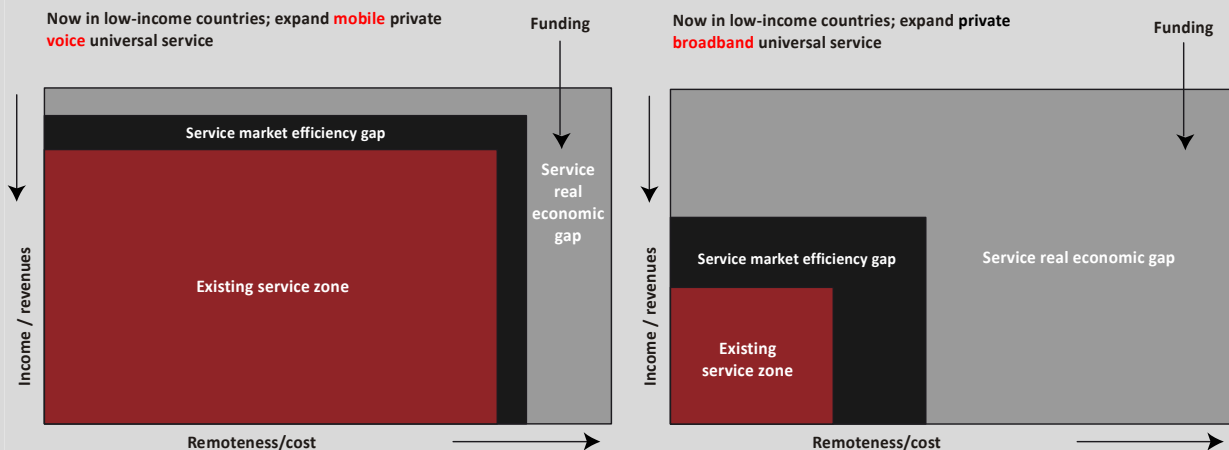 Now in low-income countries; expand mobile private
voice universal service
Funding
Service market efficiency gap
Service
real
economic
gap
Existing service zone
Income / revenues
Remoteness/cost
Now in low-income countries; expand private
broadband universal service
Funding
Service market efficiency gap
Service real economic gap
Existing
service zone
Income / revenues
Remoteness/cost